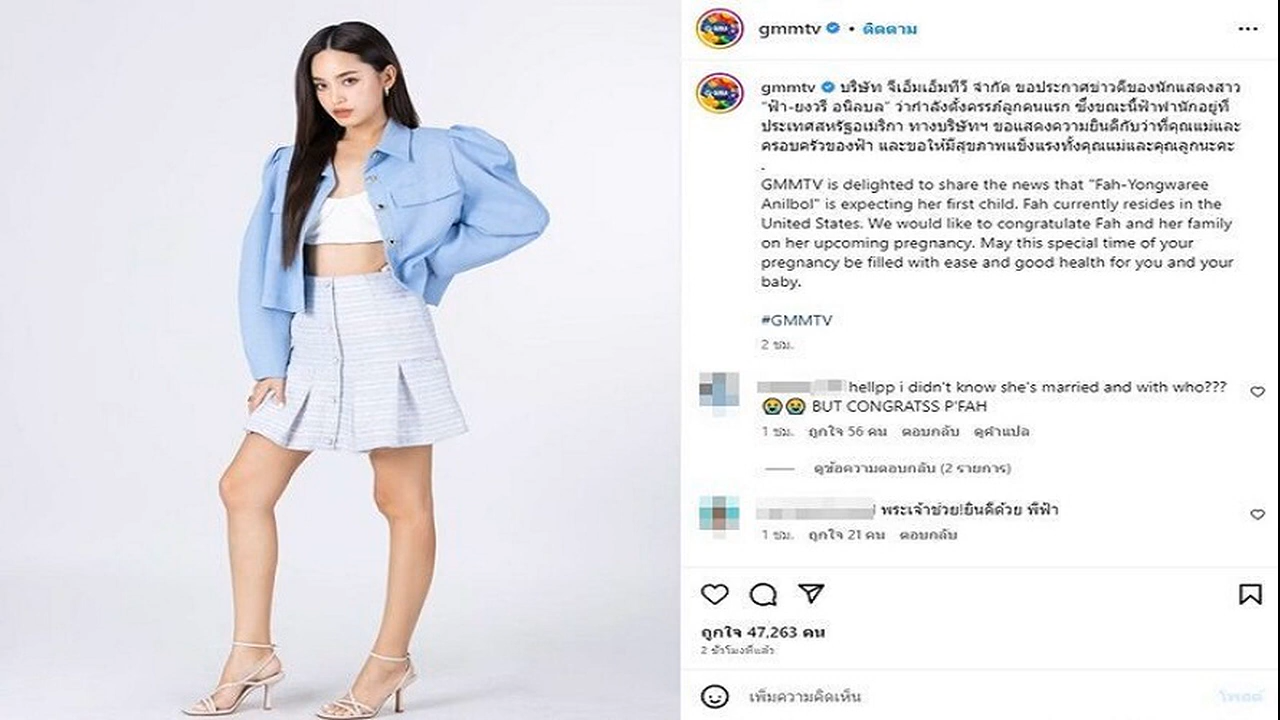 gmmtv • ติดตาม
gmmtv บริษัท จีเอ็มเอ็มทีวี จำกัด ขอประกาศข่าวดีของนักแสดงสาว
"ฟ้า-ยงวรี อนิลบล" ว่ากำลังตั้งครรภ์ลูกคนแรก ซึ่งขณะนี้ฟ้าพำนักอยู่ที่
ประเทศสหรัฐอเมริกา ทางบริษัทฯ ขอแสดงความยินดีกับว่าที่คุณแม่และ
ครอบครัวของฟ้า และขอให้มีสุขภาพแข็งแรงทั้งคุณแม่และคุณลูกนะคะ
.
GMMTV is delighted to share the news that "Fah-Yongwaree
Anilbol" is expecting her first child. Fah currently resides in the
United States. We would like to congratulate Fah and her family
on her upcoming pregnancy. May this special time of your
pregnancy be filled with ease and good health for you and your
baby.
#GMMTV
2 ชม.
hellpp i didn't know she's married and with who???
😭😭 BUT CONGRATSS P'FAH
1 ชม. ถูกใจ 56 คน ตอบกลับ ดูคำแปล
ดูข้อความตอบกลับ (2 รายการ)
พระเจ้าช่วย!ยินดีด้วย พี่ฟ้า
1 ชม. ถูกใจ 21 คน ตอบกลับ
ถูกใจ 47,263 คน
2 ชั่วโมงที่แล้ว
เพิ่มความคิดเห็น
โพสต์